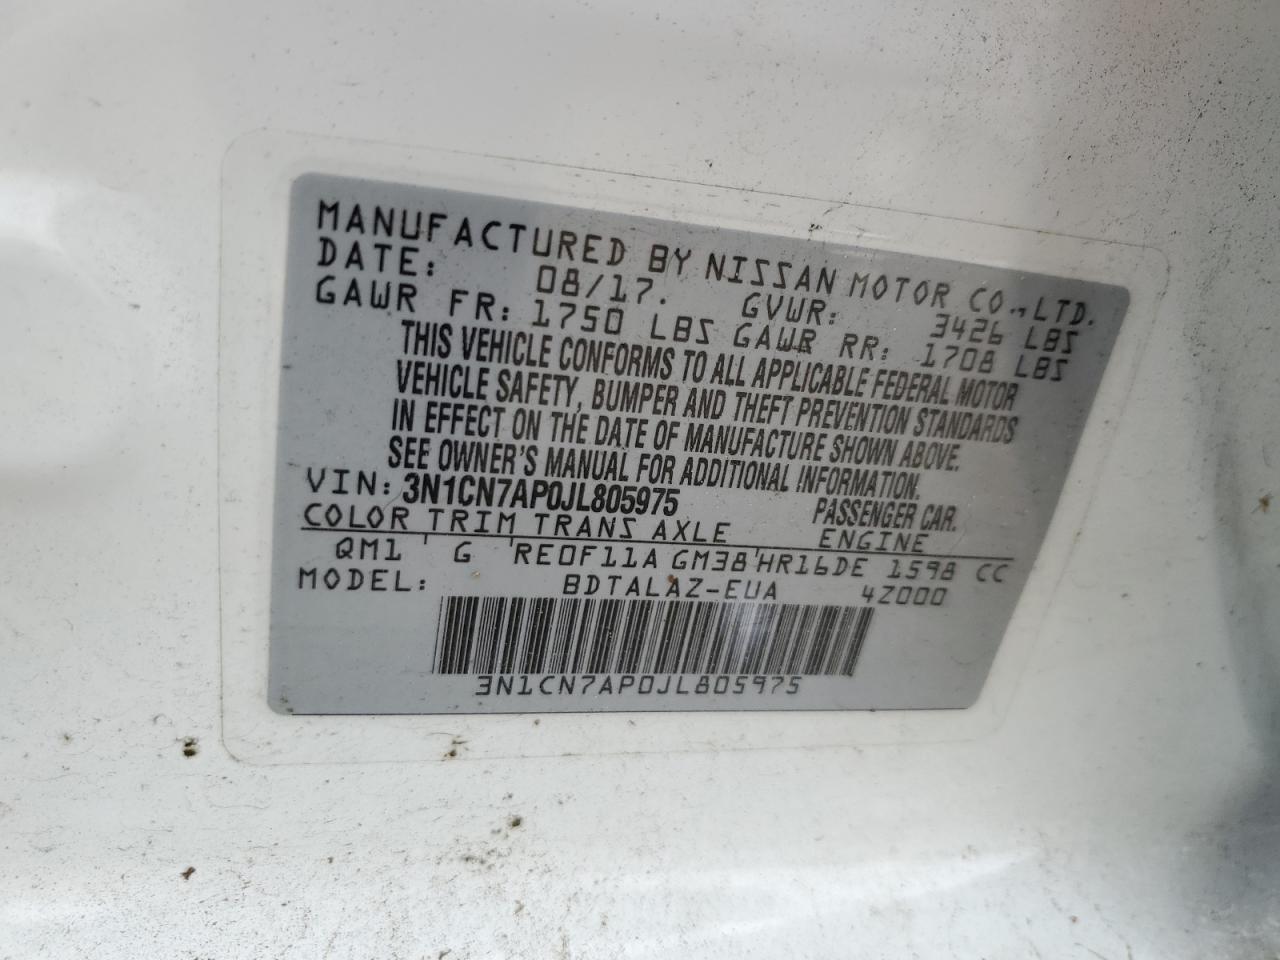 MANUFACTURED BY NISSAN MOTOR CO., LTD.
DATE: 08/17. GVWR: 3426 LBS
GAWR FR: 1750 LBS GAWR RR: 1708 LBS
THIS VEHICLE CONFORMS TO ALL APPLICABLE FEDERAL MOTOR
VEHICLE SAFETY, BUMPER AND THEFT PREVENTION STANDARDS
IN EFFECT ON THE DATE OF MANUFACTURE SHOWN ABOVE.
SEE OWNER'S MANUAL FOR ADDITIONAL INFORMATION.
VIN: 3N1CN7AP0JL805975 PASSENGER CAR.
COLOR TRIM TRANS AXLE ENGINE
QM1 G RE0F11A GM38 HR16DE 1598 CC
MODEL: BDTALAZ-EUA 4Z000
3N1CN7AP0JL805975